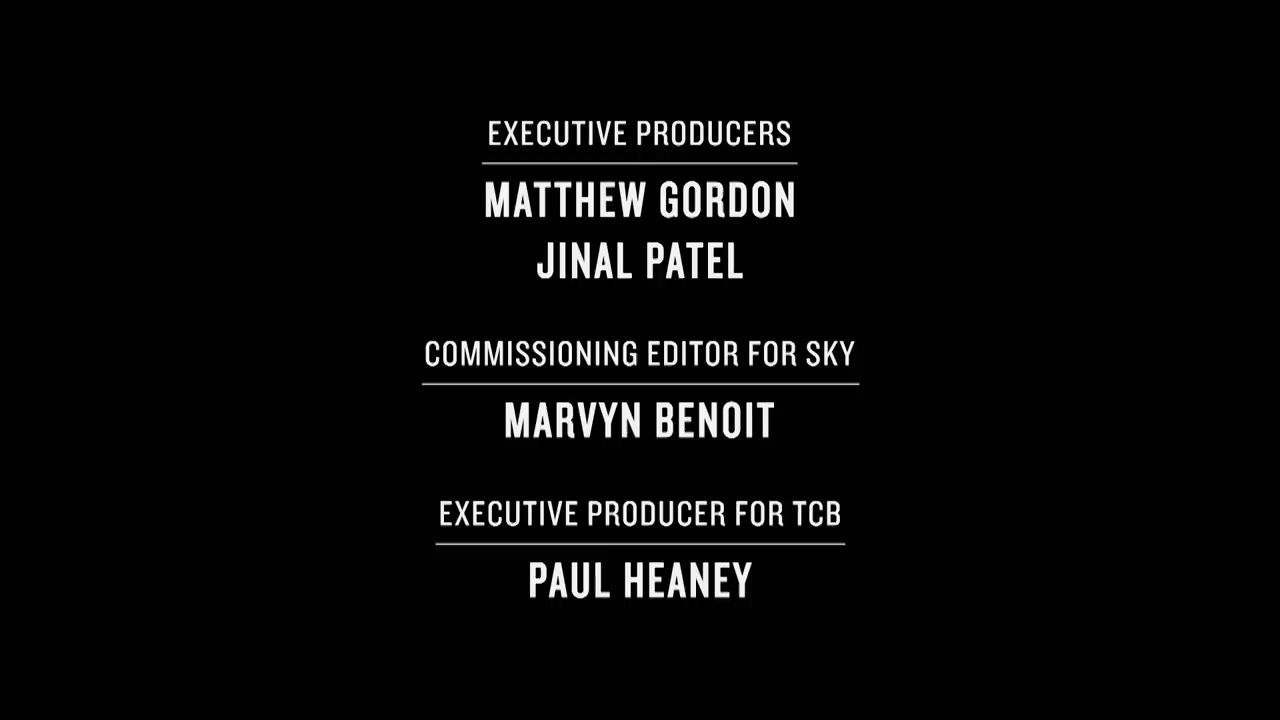 EXECUTIVE PRODUCERS
MATTHEW GORDON
JINAL PATEL
COMMISSIONING EDITOR FOR SKY
MARVYN BENOIT
EXECUTIVE PRODUCER FOR TCB
PAUL HEANEY